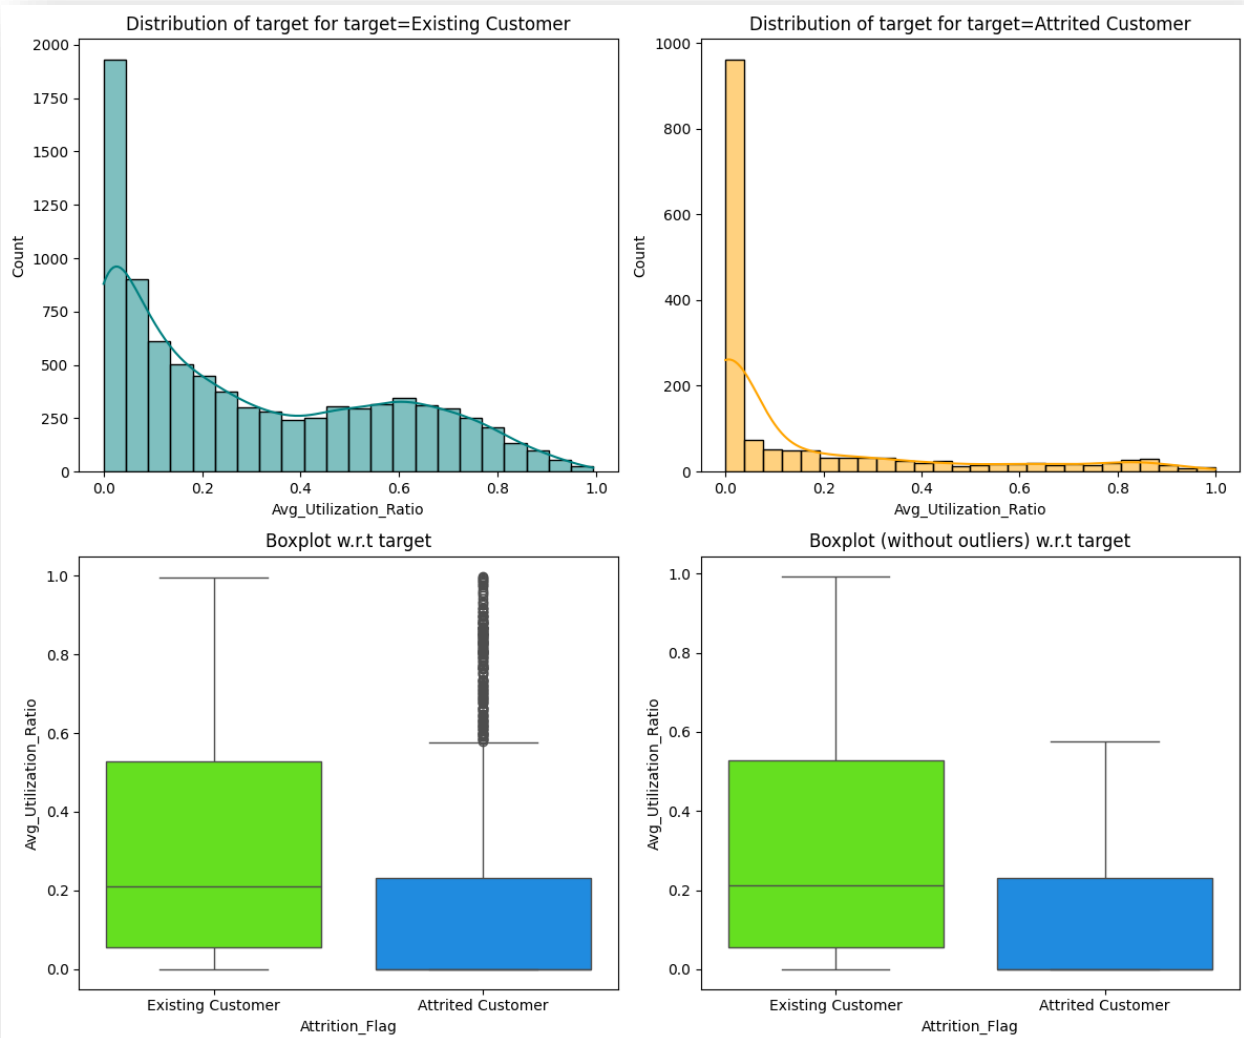 Distribution of target for target=Existing Customer
2000
1750
1500
1250
1000
750
500
250
0
Count
0.0 0.2 0.4 0.6 0.8 1.0
Avg_Utilization_Ratio
Distribution of target for target=Attrited Customer
1000
800
600
400
200
0
Count
0.0 0.2 0.4 0.6 0.8 1.0
Avg_Utilization_Ratio
Boxplot w.r.t target
1.0
0.8
0.6
0.4
0.2
0.0
Avg_Utilization_Ratio
Existing Customer Attrited Customer
Attrition_Flag
Boxplot (without outliers) w.r.t target
1.0
0.8
0.6
0.4
0.2
0.0
Avg_Utilization_Ratio
Existing Customer Attrited Customer
Attrition_Flag